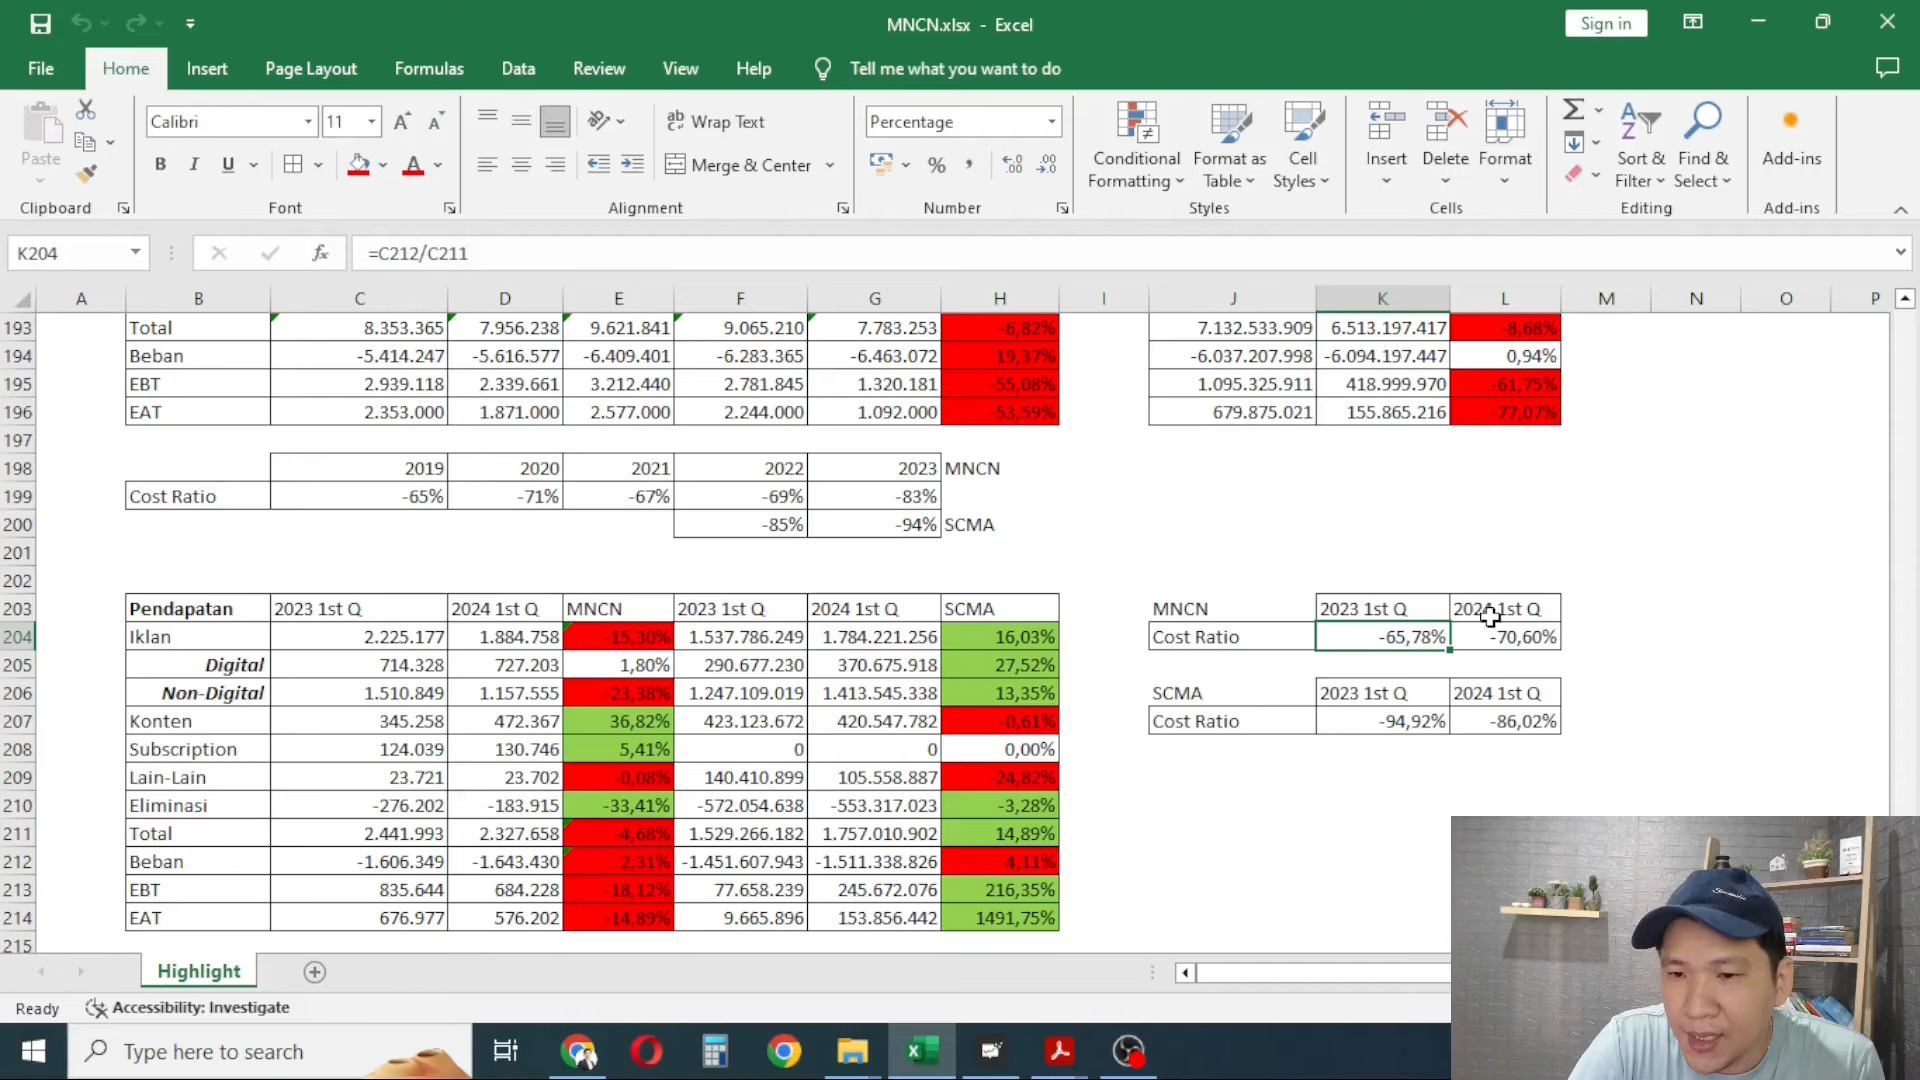 MNCN.xlsx - Excel
Sign in
File Home Insert Page Layout Formulas Data Review View Help Tell me what you want to do
Paste
Calibri 11
B I U
Wrap Text
Merge & Center
Percentage
Conditional Formatting
Format as Table
Cell Styles
Insert
Delete
Format
Sort & Filter
Find & Select
Add-ins
Clipboard Font Alignment Number Styles Cells Editing Add-ins
K204 fx =C212/C211
A B C D E F G H I J K L M N O P
193 Total 8.353.365 7.956.238 9.621.841 9.065.210 7.783.253 -6,82% 7.132.533.909 6.513.197.417 -8,68%
194 Beban -5.414.247 -5.616.577 -6.409.401 -6.283.365 -6.463.072 19,37% -6.037.207.998 -6.094.197.447 0,94%
195 EBT 2.939.118 2.339.661 3.212.440 2.781.845 1.320.181 -55,08% 1.095.325.911 418.999.970 -61,75%
196 EAT 2.353.000 1.871.000 2.577.000 2.244.000 1.092.000 -53,59% 679.875.021 155.865.216 -77,07%
197
198 2019 2020 2021 2022 2023 MNCN
199 Cost Ratio -65% -71% -67% -69% -83%
200 -85% -94% SCMA
201
202
203 Pendapatan 2023 1st Q 2024 1st Q MNCN 2023 1st Q 2024 1st Q SCMA MNCN 2023 1st Q 2024 1st Q
204 Iklan 2.225.177 1.884.758 -15,30% 1.537.786.249 1.784.221.256 16,03% Cost Ratio -65,78% -70,60%
205 Digital 714.328 727.203 1,80% 290.677.230 370.675.918 27,52%
206 Non-Digital 1.510.849 1.157.555 -23,38% 1.247.109.019 1.413.545.338 13,35% SCMA 2023 1st Q 2024 1st Q
207 Konten 345.258 472.367 36,82% 423.123.672 420.547.782 -0,61% Cost Ratio -94,92% -86,02%
208 Subscription 124.039 130.746 5,41% 0 0 0,00%
209 Lain-Lain 23.721 23.702 -0,08% 140.410.899 105.558.887 -24,82%
210 Eliminasi -276.202 -183.915 -33,41% -572.054.638 -553.317.023 -3,28%
211 Total 2.441.993 2.327.658 -4,68% 1.529.266.182 1.757.010.902 14,89%
212 Beban -1.606.349 -1.643.430 2,31% -1.451.607.943 -1.511.338.826 4,11%
213 EBT 835.644 684.228 -18,12% 77.658.239 245.672.076 216,35%
214 EAT 676.977 576.202 -14,89% 9.665.896 153.856.442 1491,75%
215
Highlight
Ready Accessibility: Investigate
Type here to search